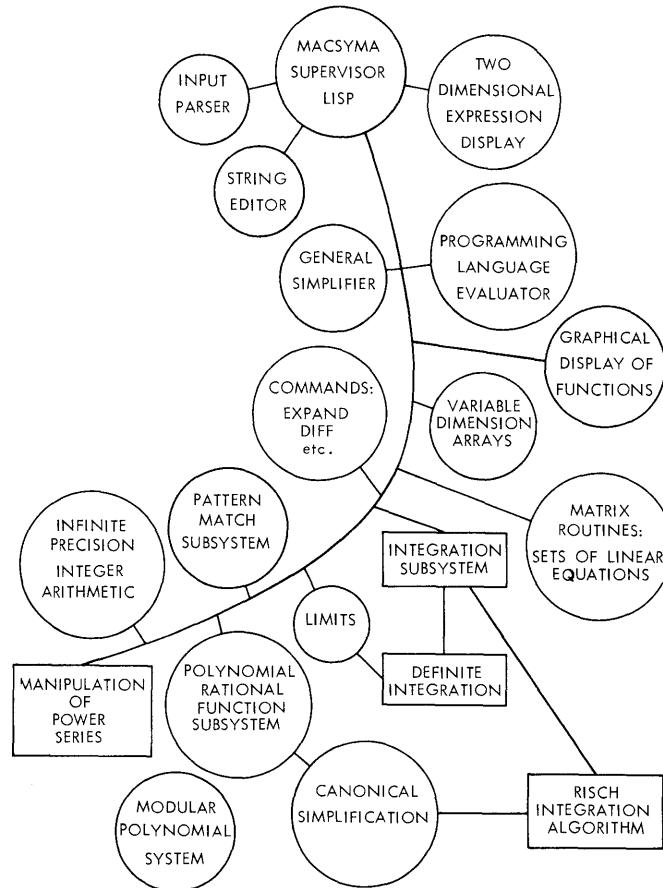 MACSYMA
SUPERVISOR
LISP
INPUT
PARSER
TWO
DIMENSIONAL
EXPRESSION
DISPLAY
STRING
EDITOR
GENERAL
SIMPLIFIER
PROGRAMMING
LANGUAGE
EVALUATOR
GRAPHICAL
DISPLAY OF
FUNCTIONS
COMMANDS:
EXPAND
DIFF
etc.
VARIABLE
DIMENSION
ARRAYS
PATTERN
MATCH
SUBSYSTEM
INFINITE
PRECISION
INTEGER
ARITHMETIC
MATRIX
ROUTINES:
SETS OF LINEAR
EQUATIONS
INTEGRATION
SUBSYSTEM
LIMITS
DEFINITE
INTEGRATION
MANIPULATION
OF
POWER
SERIES
POLYNOMIAL
RATIONAL
FUNCTION
SUBSYSTEM
MODULAR
POLYNOMIAL
SYSTEM
CANONICAL
SIMPLIFICATION
RISCH
INTEGRATION
ALGORITHM